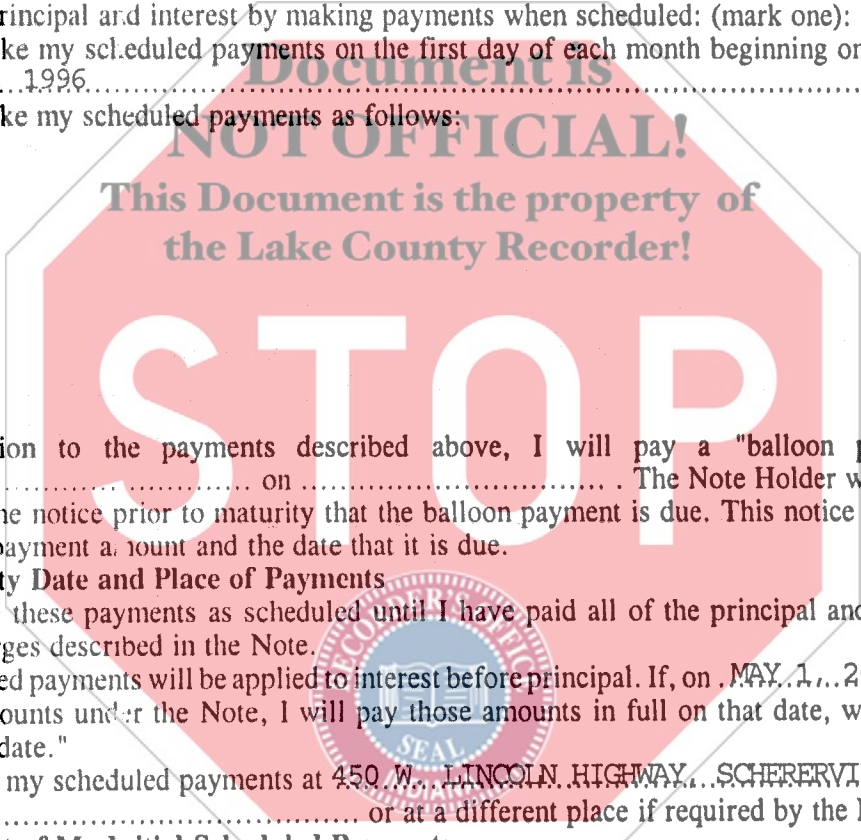 rincipal and interest by making payments when scheduled: (mark one):
ke my scheduled payments on the first day of each month beginning on
1996
ke my scheduled payments as follows:
Document is
NOT OFFICIAL!
This Document is the property of
the Lake County Recorder!
STOP
ion to the payments described above, I will pay a "balloon p
on . The Note Holder w
ne notice prior to maturity that the balloon payment is due. This notice
payment amount and the date that it is due.
ty Date and Place of Payments
these payments as scheduled until I have paid all of the principal and
ges described in the Note.
ed payments will be applied to interest before principal. If, on MAY 1, 2
ounts under the Note, I will pay those amounts in full on that date, w
date."
my scheduled payments at 450 W. LINCOLN HIGHWAY, SCHERERVI
or at a different place if required by the
RECORDER'S OFFIC
SEAL
INDIANA